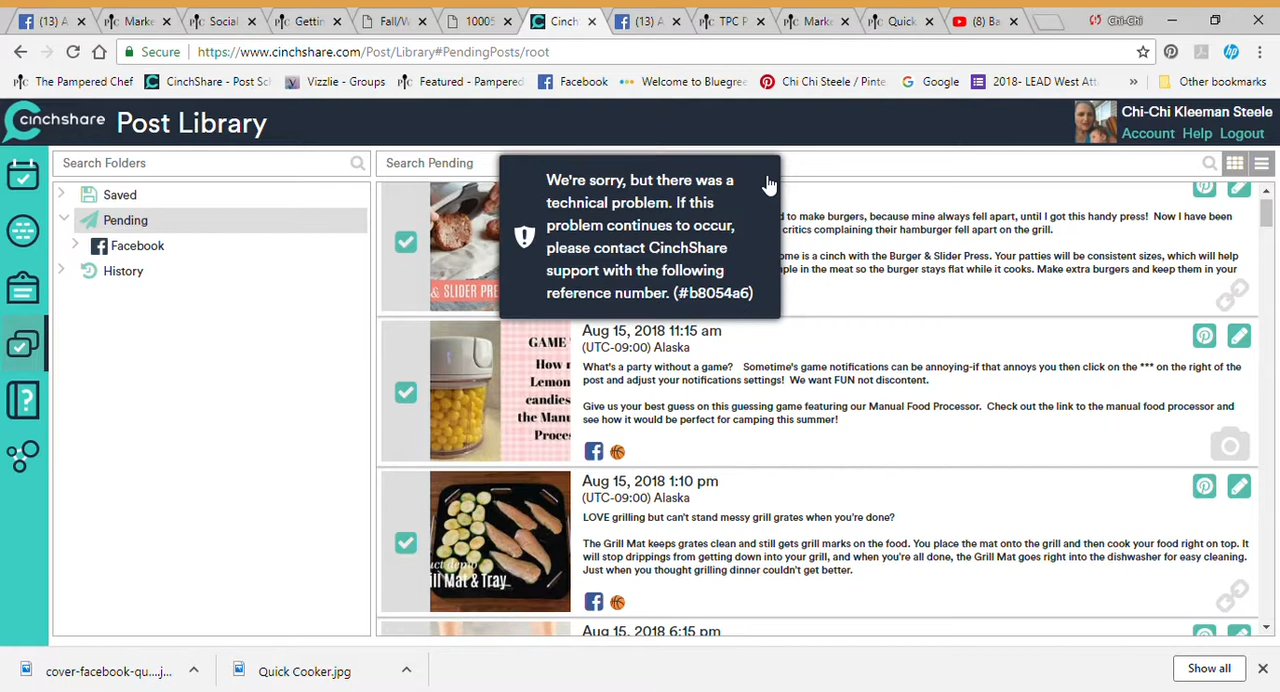 (13) A
Marke
Social
Gettin
Fall/W
10005
Cinch
(13) A
TPC P
Marke
Quick
(8) Ba
Chi-Chi
Secure
https://www.cinchshare.com/Post/Library#PendingPosts/root
The Pampered Chef
CinchShare - Post Sch
Vizzlie - Groups
Featured - Pampered
Facebook
Welcome to Bluegree
Chi Chi Steele / Pinte
Google
2018- LEAD West Att
Other bookmarks
cinchshare
Post Library
Chi-Chi Kleeman Steele
Account Help Logout
Search Folders
Search Pending
Saved
Pending
Facebook
History
We're sorry, but there was a
technical problem. If this
problem continues to occur,
please contact CinchShare
support with the following
reference number. (#b8054a6)
d to make burgers, because mine always fell apart, until I got this handy press! Now I have been
critics complaining their hamburger fell apart on the grill.
ome is a cinch with the Burger & Slider Press. Your patties will be consistent sizes, which will help
ple in the meat so the burger stays flat while it cooks. Make extra burgers and keep them in your
& SLIDER PRE
Aug 15, 2018 11:15 am
(UTC-09:00) Alaska
What's a party without a game? Sometime's game notifications can be annoying-if that annoys you then click on the *** on the right of the
post and adjust your notifications settings! We want FUN not discontent.
Give us your best guess on this guessing game featuring our Manual Food Processor. Check out the link to the manual food processor and
see how it would be perfect for camping this summer!
GAME
How m
Lemon
candies
the Manu
Proces
Aug 15, 2018 1:10 pm
(UTC-09:00) Alaska
LOVE grilling but can't stand messy grill grates when you're done?
The Grill Mat keeps grates clean and still gets grill marks on the food. You place the mat onto the grill and then cook your food right on top. It
will stop drippings from getting down into your grill, and when you're all done, the Grill Mat goes right into the dishwasher for easy cleaning.
Just when you thought grilling dinner couldn't get better.
uct demo
ill Mat & Tray
Aug 15, 2018 6:15 pm
cover-facebook-qu....j...
Quick Cooker.jpg
Show all